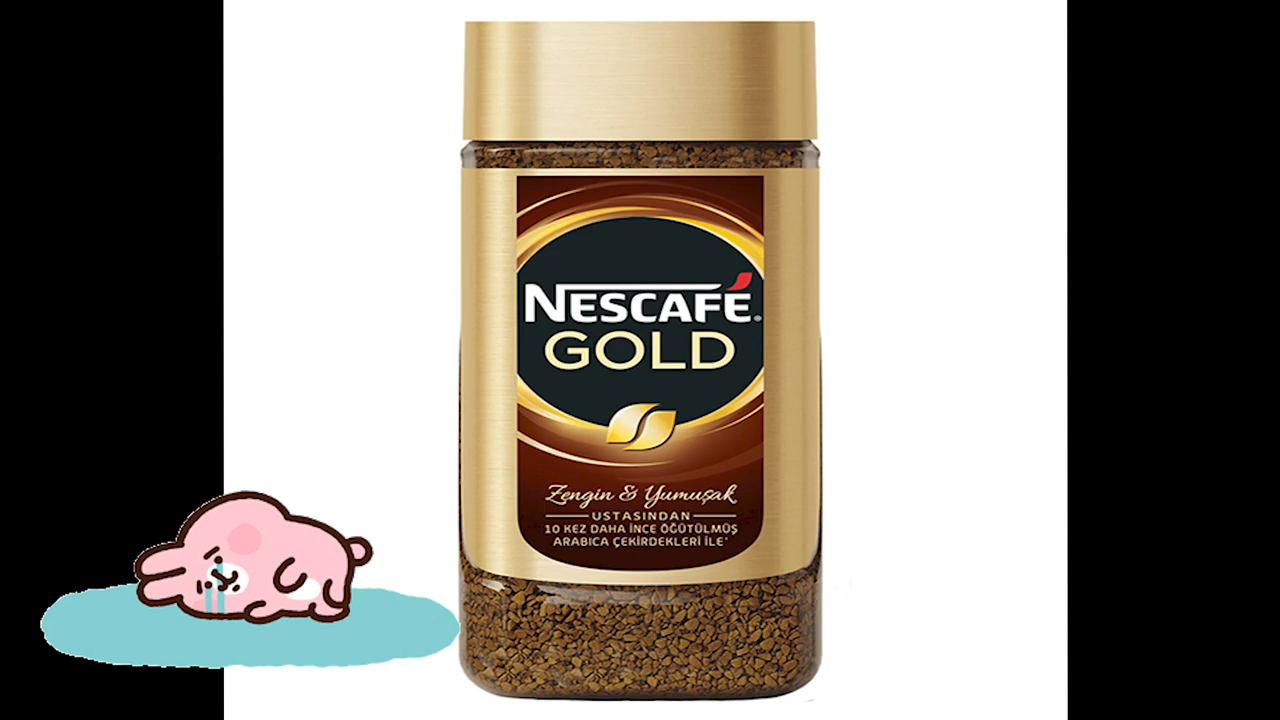 NESCAFÉ®
GOLD
Zengin & Yumuşak
USTASINDAN
10 KEZ DAHA İNCE ÖĞÜTÜLMÜŞ
ARABICA ÇEKİRDEKLERİ İLE*